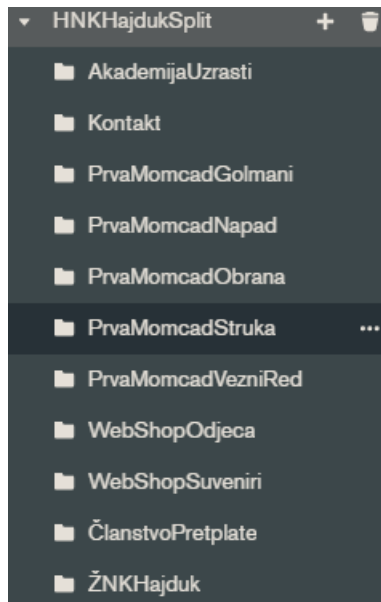 HNKHajdukSplit
AkademijaUzrasti
Kontakt
PrvaMomcadGolmani
PrvaMomcadNapad
PrvaMomcadObrana
PrvaMomcadStruka
PrvaMomcadVezniRed
WebShopOdjeca
WebShopSuveniri
ČlanstvoPretplate
ŽNKHajduk